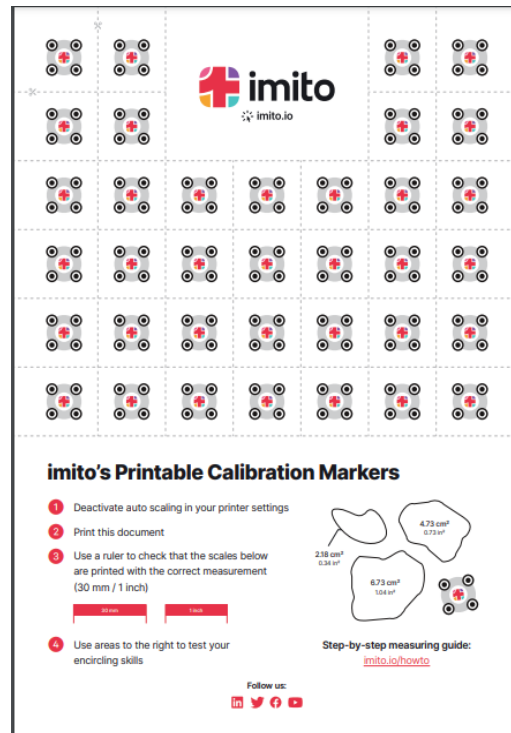 imito
imito.io
imito's Printable Calibration Markers
1 Deactivate auto scaling in your printer settings
2 Print this document
3 Use a ruler to check that the scales below
are printed with the correct measurement
(30 mm / 1 inch)
30 mm
1 inch
4 Use areas to the right to test your
encircling skills
4.73 cm²
0.73 in²
2.18 cm²
0.34 in²
6.73 cm²
1.04 in²
Step-by-step measuring guide:
imito.io/howto
Follow us: